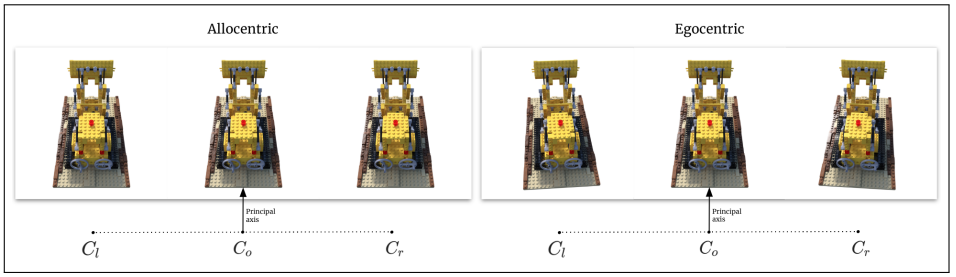 Allocentric
Egocentric
Principal
axis
Principal
axis
C_l
C_o
C_r
C_l
C_o
C_r